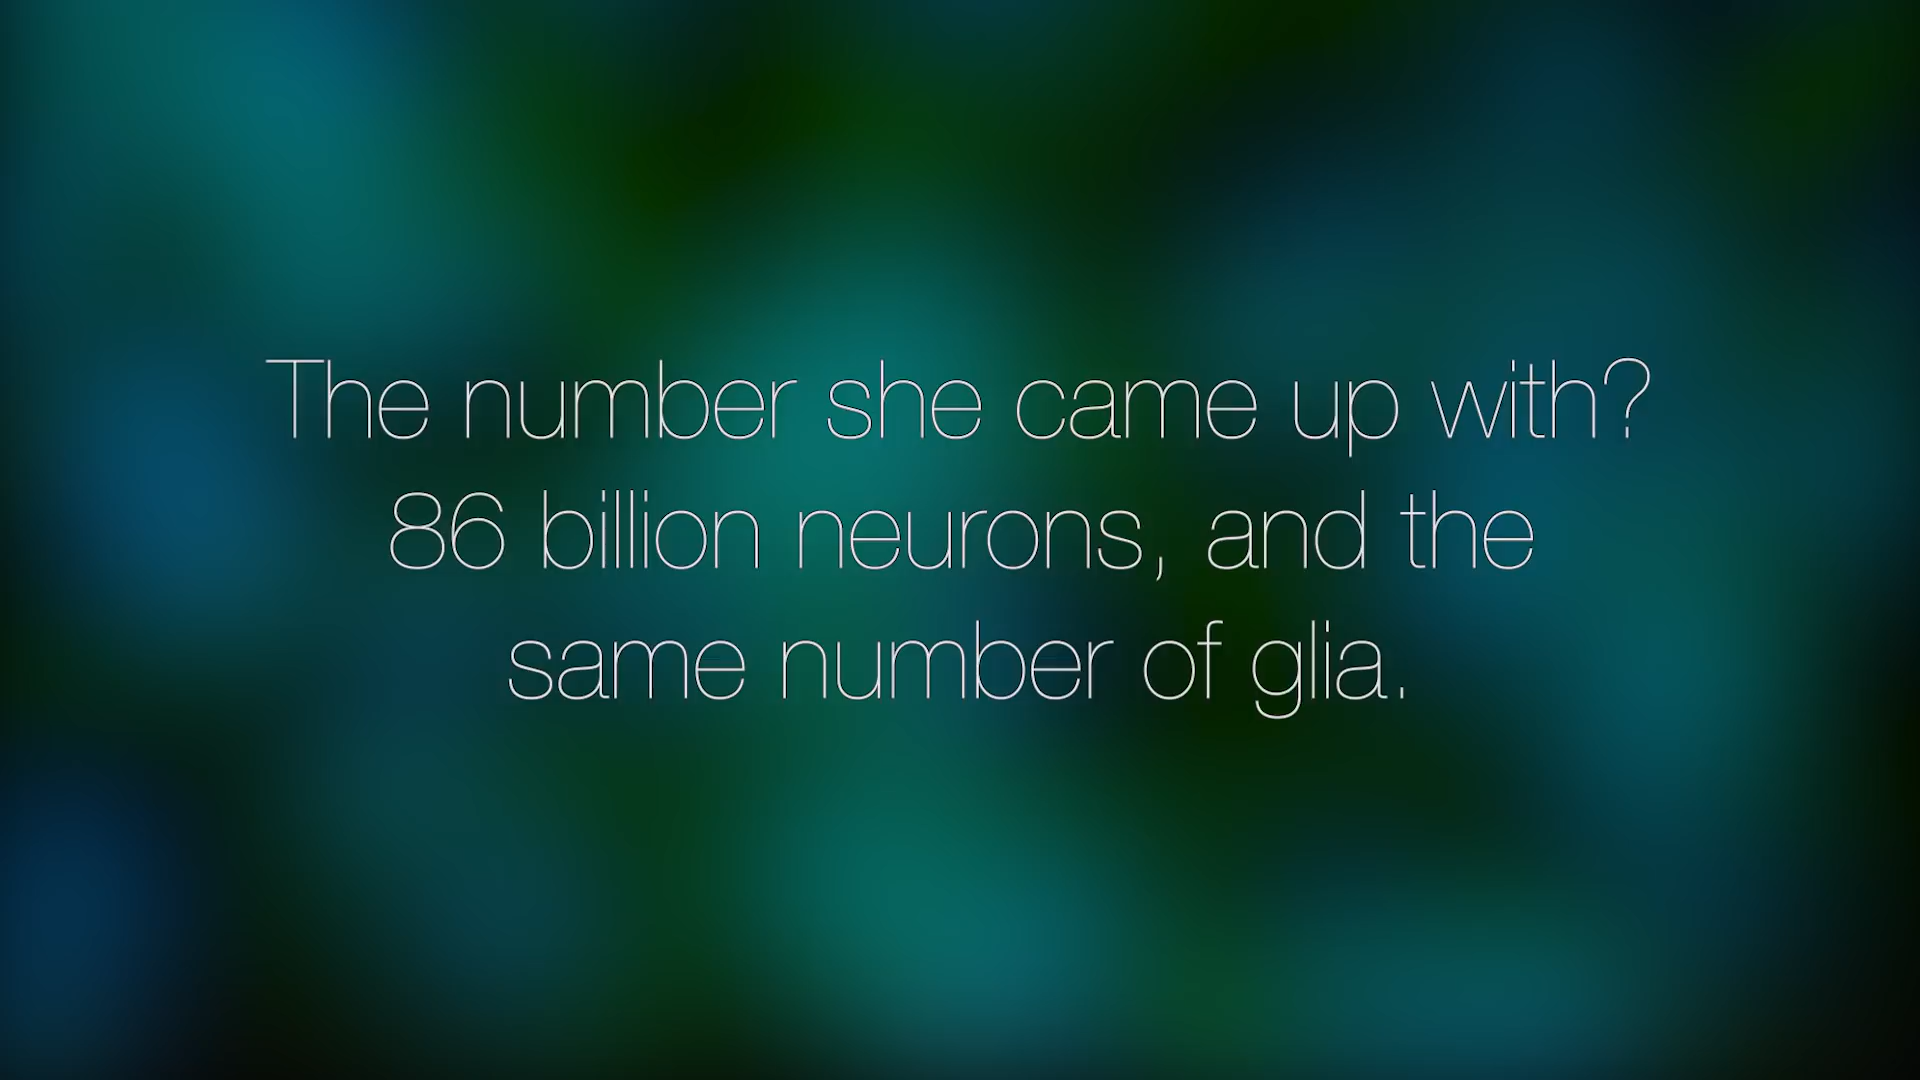 The number she came up with?
86 billion neurons, and the
same number of glia.